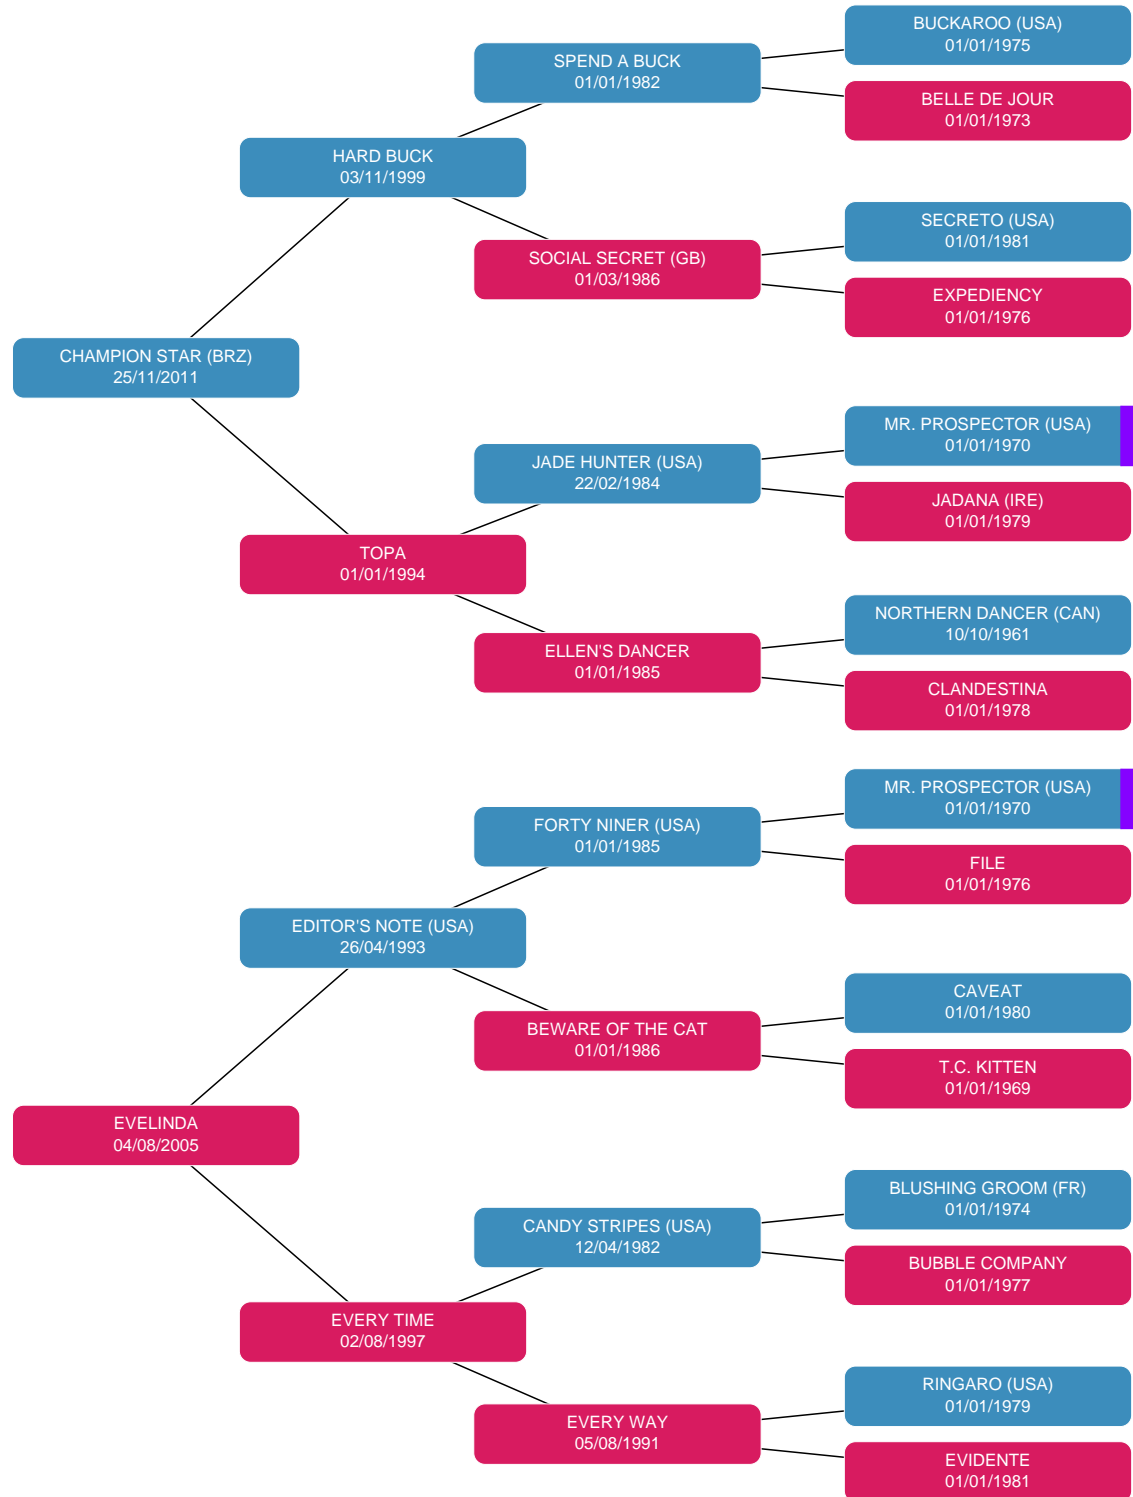 BUCKAROO (USA)
01/01/1975
SPEND A BUCK
01/01/1982
BELLE DE JOUR
01/01/1973
HARD BUCK
03/11/1999
SECRETO (USA)
01/01/1981
SOCIAL SECRET (GB)
01/03/1986
EXPEDIENCY
01/01/1976
CHAMPION STAR (BRZ)
25/11/2011
MR. PROSPECTOR (USA)
01/01/1970
JADE HUNTER (USA)
22/02/1984
JADANA (IRE)
01/01/1979
TOPA
01/01/1994
NORTHERN DANCER (CAN)
10/10/1961
ELLEN'S DANCER
01/01/1985
CLANDESTINA
01/01/1978
MR. PROSPECTOR (USA)
01/01/1970
FORTY NINER (USA)
01/01/1985
FILE
01/01/1976
EDITOR'S NOTE (USA)
26/04/1993
CAVEAT
01/01/1980
BEWARE OF THE CAT
01/01/1986
T.C. KITTEN
01/01/1969
EVELINDA
04/08/2005
BLUSHING GROOM (FR)
01/01/1974
CANDY STRIPES (USA)
12/04/1982
BUBBLE COMPANY
01/01/1977
EVERY TIME
02/08/1997
RINGARO (USA)
01/01/1979
EVERY WAY
05/08/1991
EVIDENTE
01/01/1981